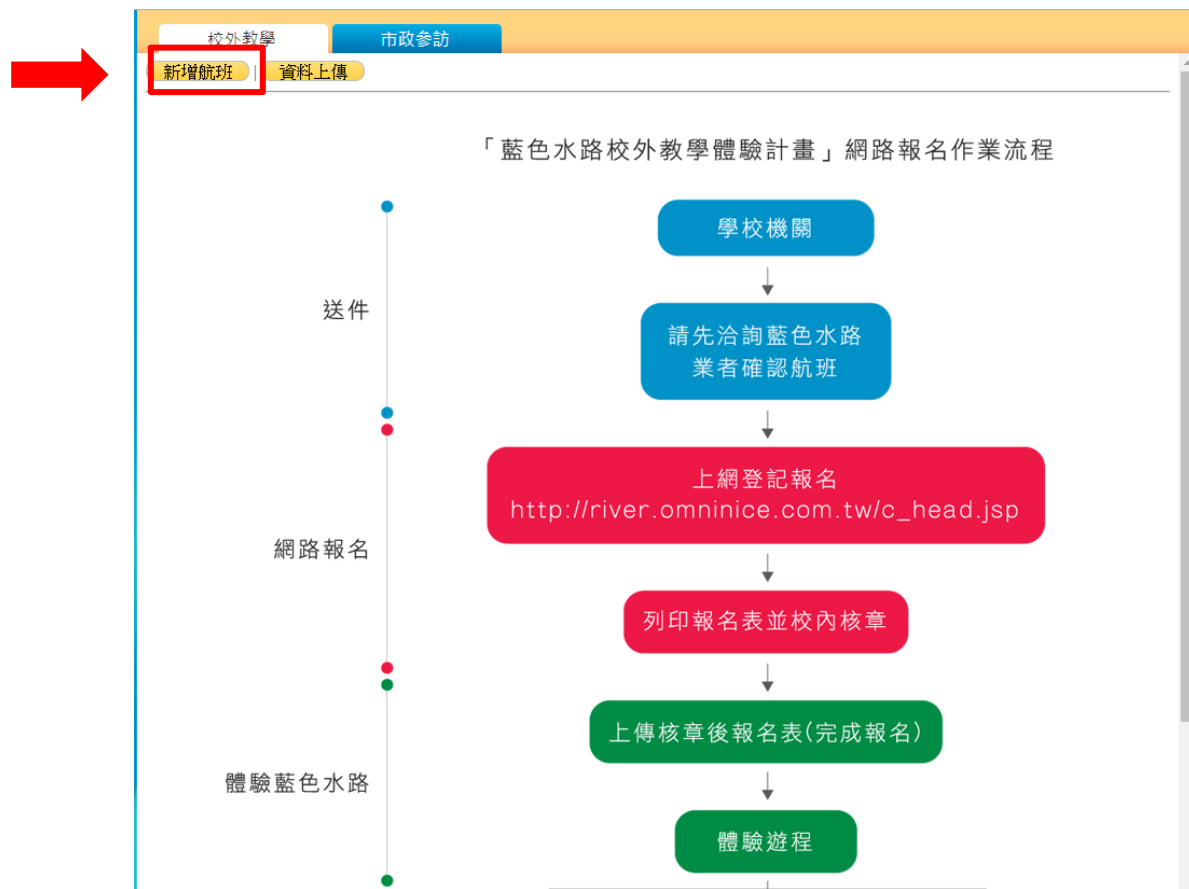 校外教學
市政參訪
新增航班 | 資料上傳
「藍色水路校外教學體驗計畫」網路報名作業流程
學校機關
送件
請先洽詢藍色水路
業者確認航班
上網登記報名
http://river.omninice.com.tw/c_head.jsp
網路報名
列印報名表並校內核章
上傳核章後報名表(完成報名)
體驗藍色水路
體驗遊程